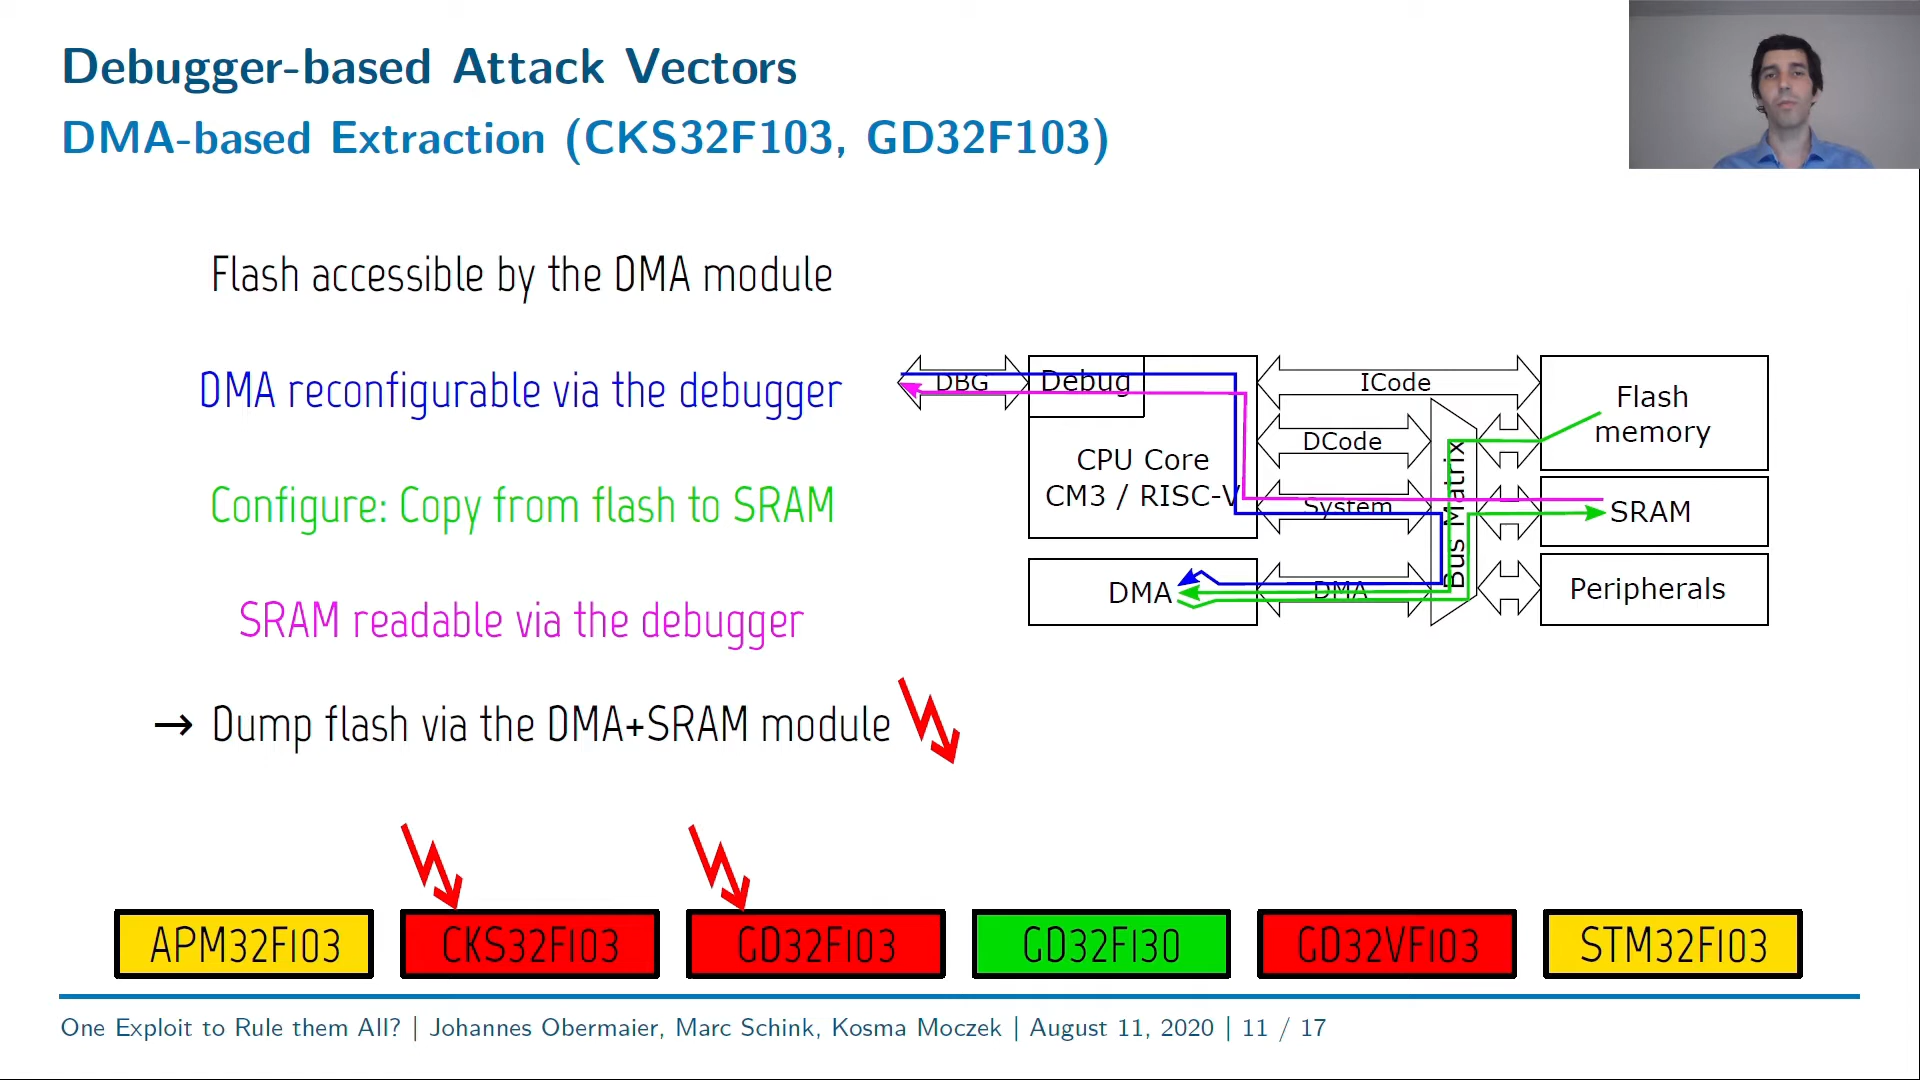 Debugger-based Attack Vectors
DMA-based Extraction (CKS32F103, GD32F103)
Flash accessible by the DMA module
DMA reconfigurable via the debugger
Configure: Copy from flash to SRAM
SRAM readable via the debugger
→ Dump flash via the DMA+SRAM module
DBG
Debug
CPU Core
CM3 / RISC-V
DMA
ICode
DCode
System
DMA
Bus Matrix
Flash
memory
SRAM
Peripherals
APM32F103
CKS32F103
GD32F103
GD32F130
GD32VF103
STM32F103
One Exploit to Rule them All? | Johannes Obermaier, Marc Schink, Kosma Moczek | August 11, 2020 | 11 / 17